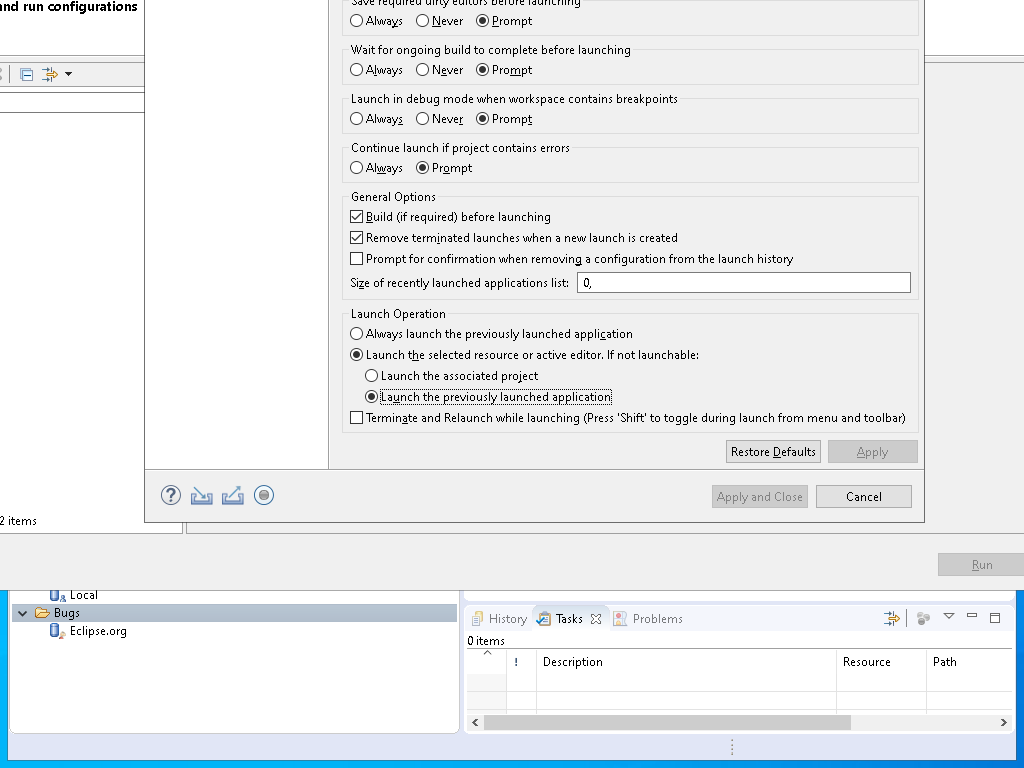 and run configurations
Save required dirty editors before launching
Always Never Prompt
Wait for ongoing build to complete before launching
Always Never Prompt
Launch in debug mode when workspace contains breakpoints
Always Never Prompt
Continue launch if project contains errors
Always Prompt
General Options
Build (if required) before launching
Remove terminated launches when a new launch is created
Prompt for confirmation when removing a configuration from the launch history
Size of recently launched applications list: 0,
Launch Operation
Always launch the previously launched application
Launch the selected resource or active editor. If not launchable:
Launch the associated project
Launch the previously launched application
Terminate and Relaunch while launching (Press 'Shift' to toggle during launch from menu and toolbar)
Restore Defaults Apply
Apply and Close Cancel
2 items
Run
Local
Bugs
Eclipse.org
History Tasks Problems
0 items
! Description Resource Path